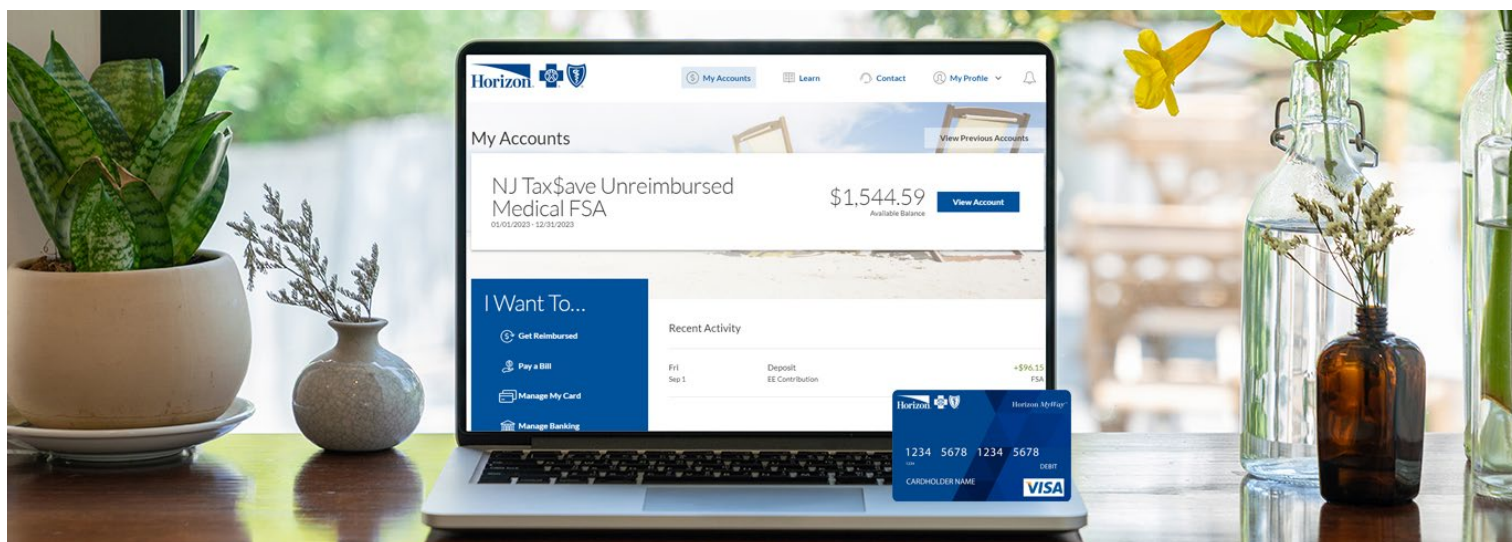 Horizon
My Accounts
Learn
Contact
My Profile
My Accounts
View Previous Accounts
NJ Tax$ave Unreimbursed
Medical FSA
01/01/2023 - 12/31/2023
$1,544.59
Available Balance
View Account
I Want To...
Get Reimbursed
Pay a Bill
Manage My Card
Manage Banking
Recent Activity
Fri
Sep 1
Deposit
EE Contribution
+$96.15
FSA
Horizon
Horizon MyWay
1234 5678 1234 5678
1234
DEBIT
CARDHOLDER NAME
VISA